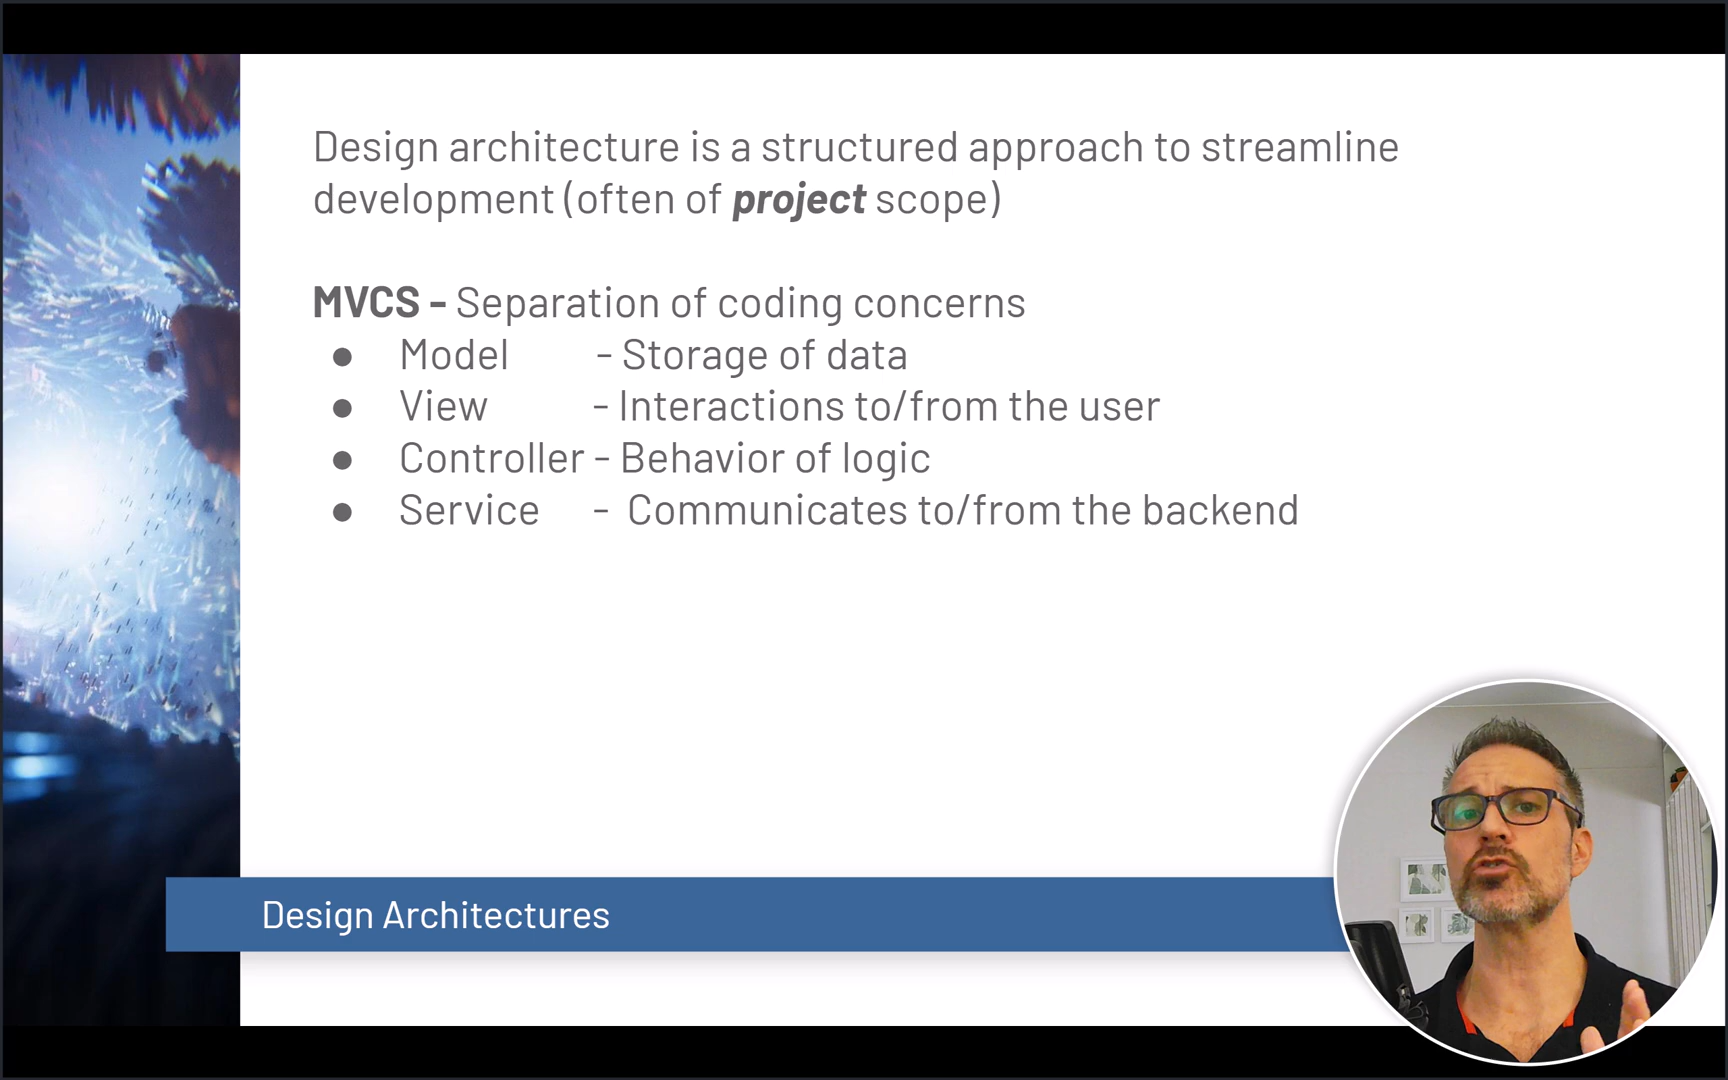 Design architecture is a structured approach to streamline
development (often of project scope)
MVCS - Separation of coding concerns
● Model - Storage of data
● View - Interactions to/from the user
● Controller - Behavior of logic
● Service - Communicates to/from the backend
Design Architectures